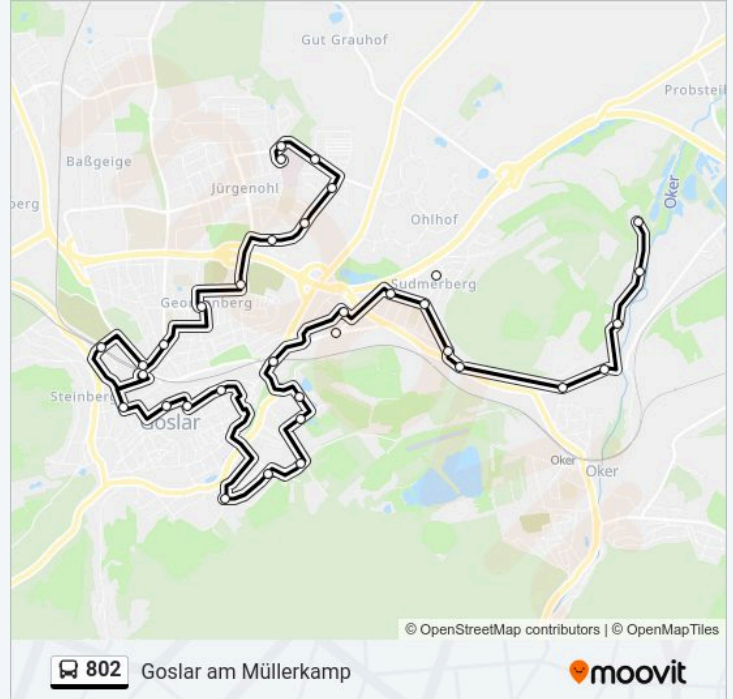 Gut Grauhof
Probsteil
Baßgeige
Jürgenohl
Oker
berg
Ohlhof
Sudmerberg
Georgenberg
Steinberg
Goslar
Oker
Oker
© OpenStreetMap contributors | © OpenMapTiles
802 Goslar am Müllerkamp
moovit